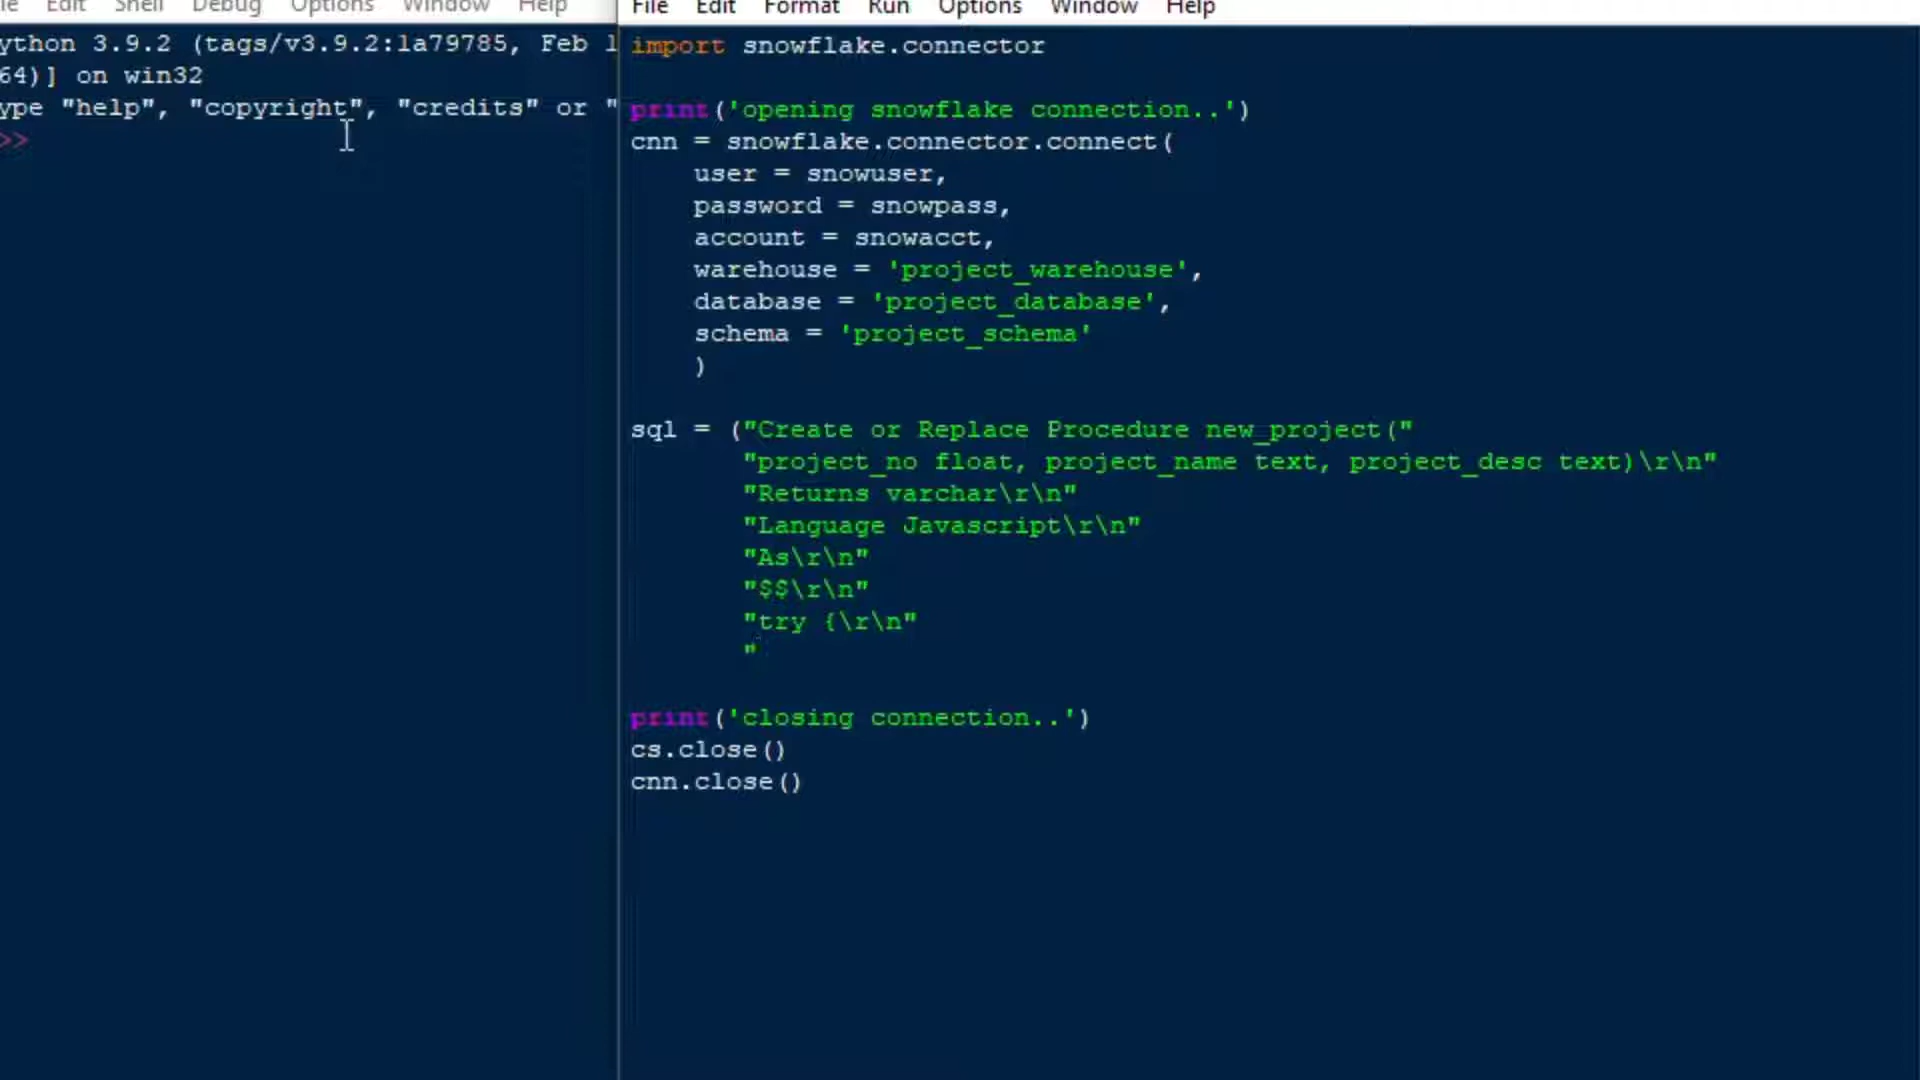 Edit Shell Debug Options Window Help
ython 3.9.2 (tags/v3.9.2:1a79785, Feb 1
64)] on win32
ype "help", "copyright", "credits" or "
>>
File Edit Format Run Options Window Help
import snowflake.connector
print('opening snowflake connection..')
cnn = snowflake.connector.connect(
user = snowuser,
password = snowpass,
account = snowacct,
warehouse = 'project_warehouse',
database = 'project_database',
schema = 'project_schema'
)
sql = ("Create or Replace Procedure new_project("
"project_no float, project_name text, project_desc text)\r\n"
"Returns varchar\r\n"
"Language Javascript\r\n"
"As\r\n"
"$$\r\n"
"try {\r\n"
"
print('closing connection..')
cs.close()
cnn.close()